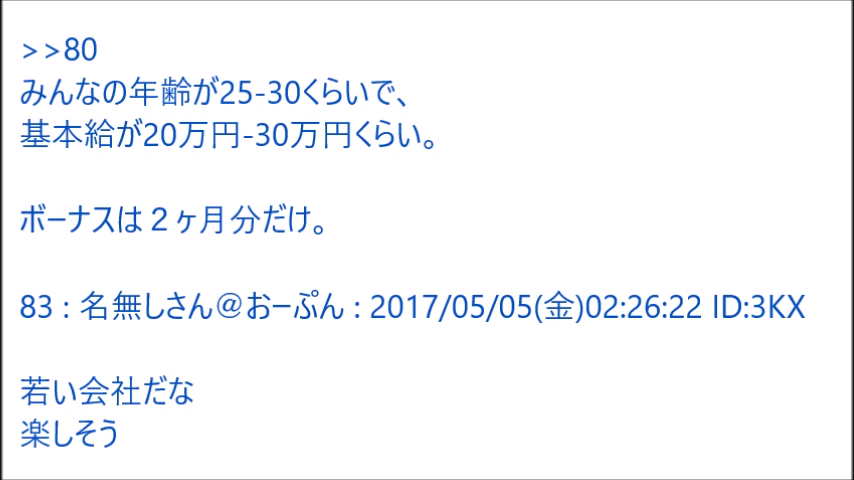 >>80
みんなの年齢が25-30くらいで、
基本給が20万円-30万円くらい。
ボーナスは２ヶ月分だけ。
83 : 名無しさん＠おーぷん : 2017/05/05(金)02:26:22 ID:3KX
若い会社だな
楽しそう